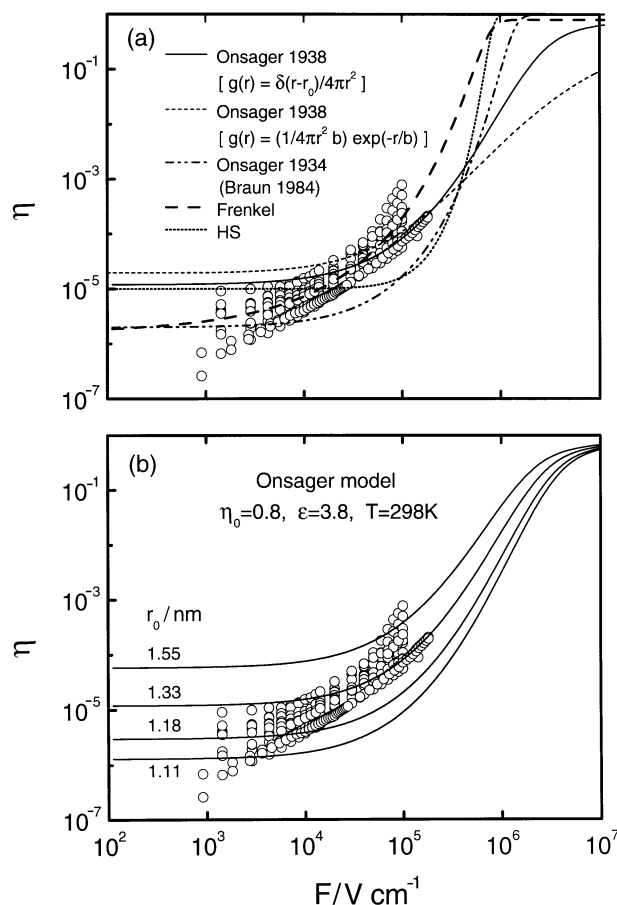 (a)
Onsager 1938
[ g(r) = δ(r-r₀)/4πr² ]
Onsager 1938
[ g(r) = (1/4πr² b) exp(-r/b) ]
Onsager 1934
(Braun 1984)
Frenkel
HS
10⁻¹
10⁻³
10⁻⁵
10⁻⁷
η
(b)
Onsager model
η₀=0.8, ε=3.8, T=298K
r₀ / nm
1.55
1.33
1.18
1.11
10⁻¹
10⁻³
10⁻⁵
10⁻⁷
η
10² 10³ 10⁴ 10⁵ 10⁶ 10⁷
F/V cm⁻¹